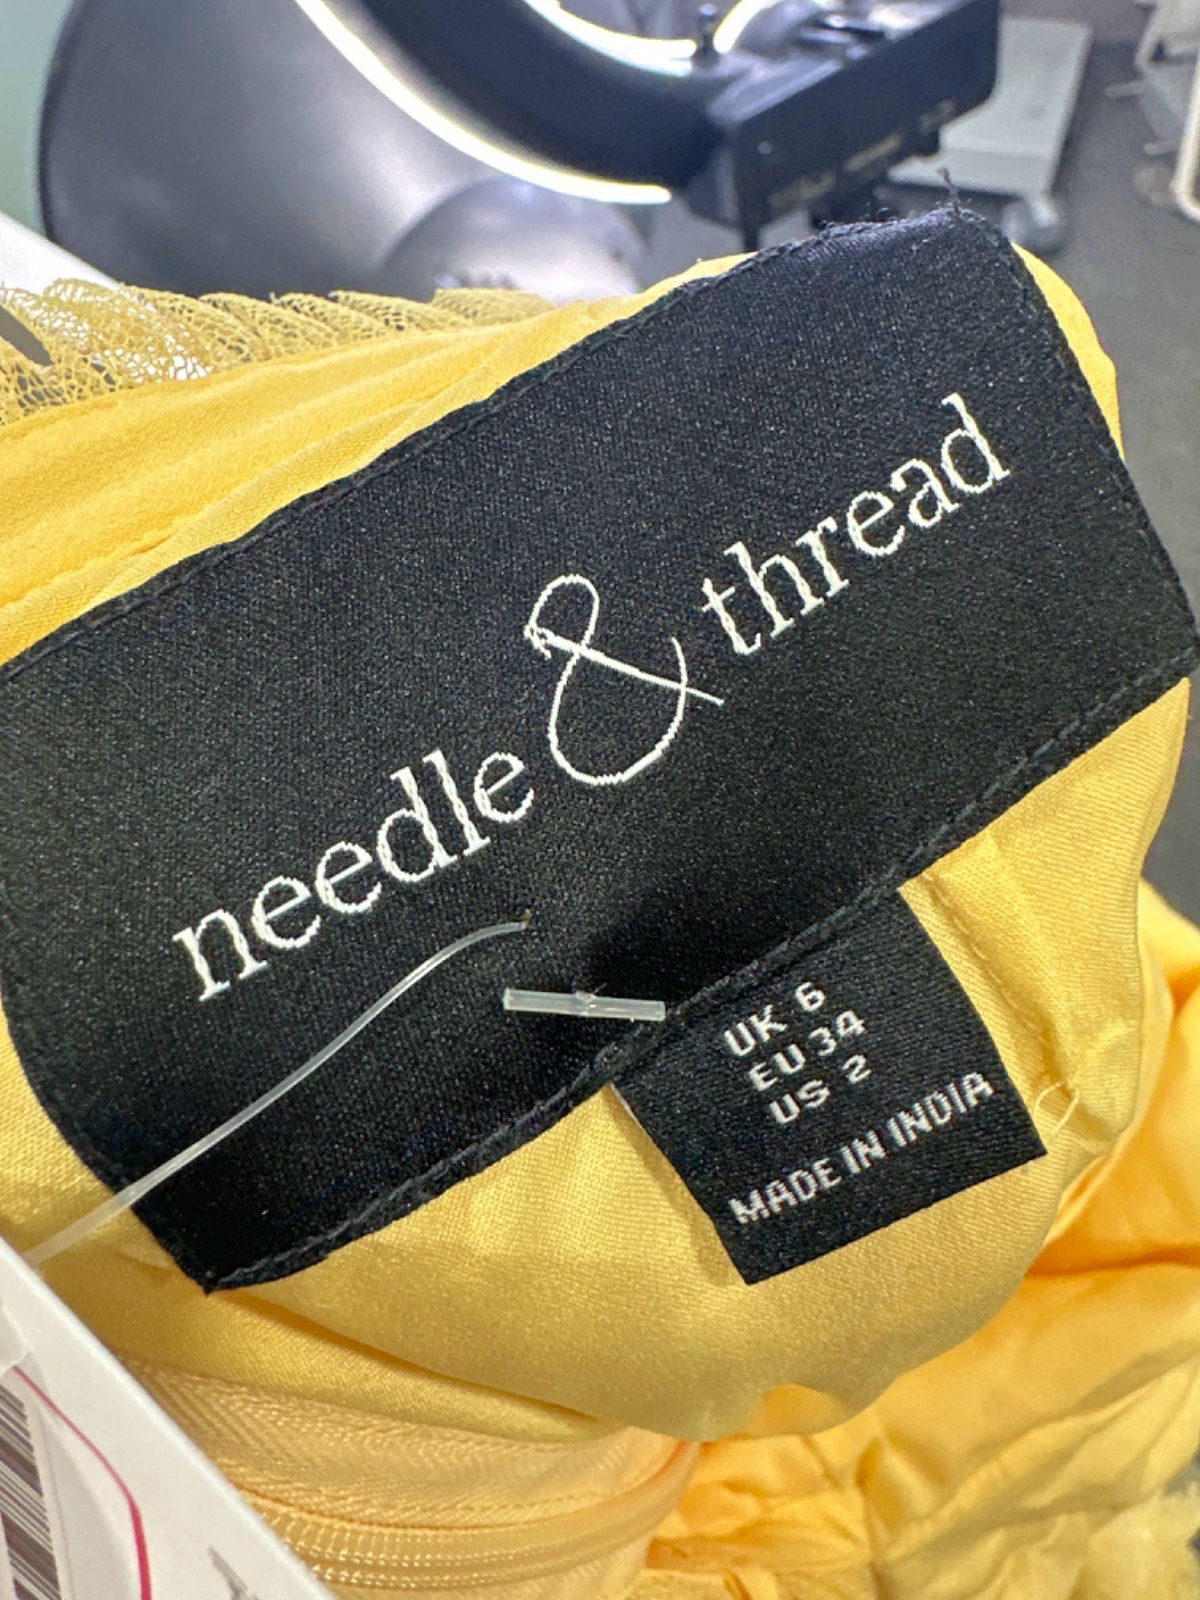 needle & thread
UK 6
EU 34
US 2
MADE IN INDIA